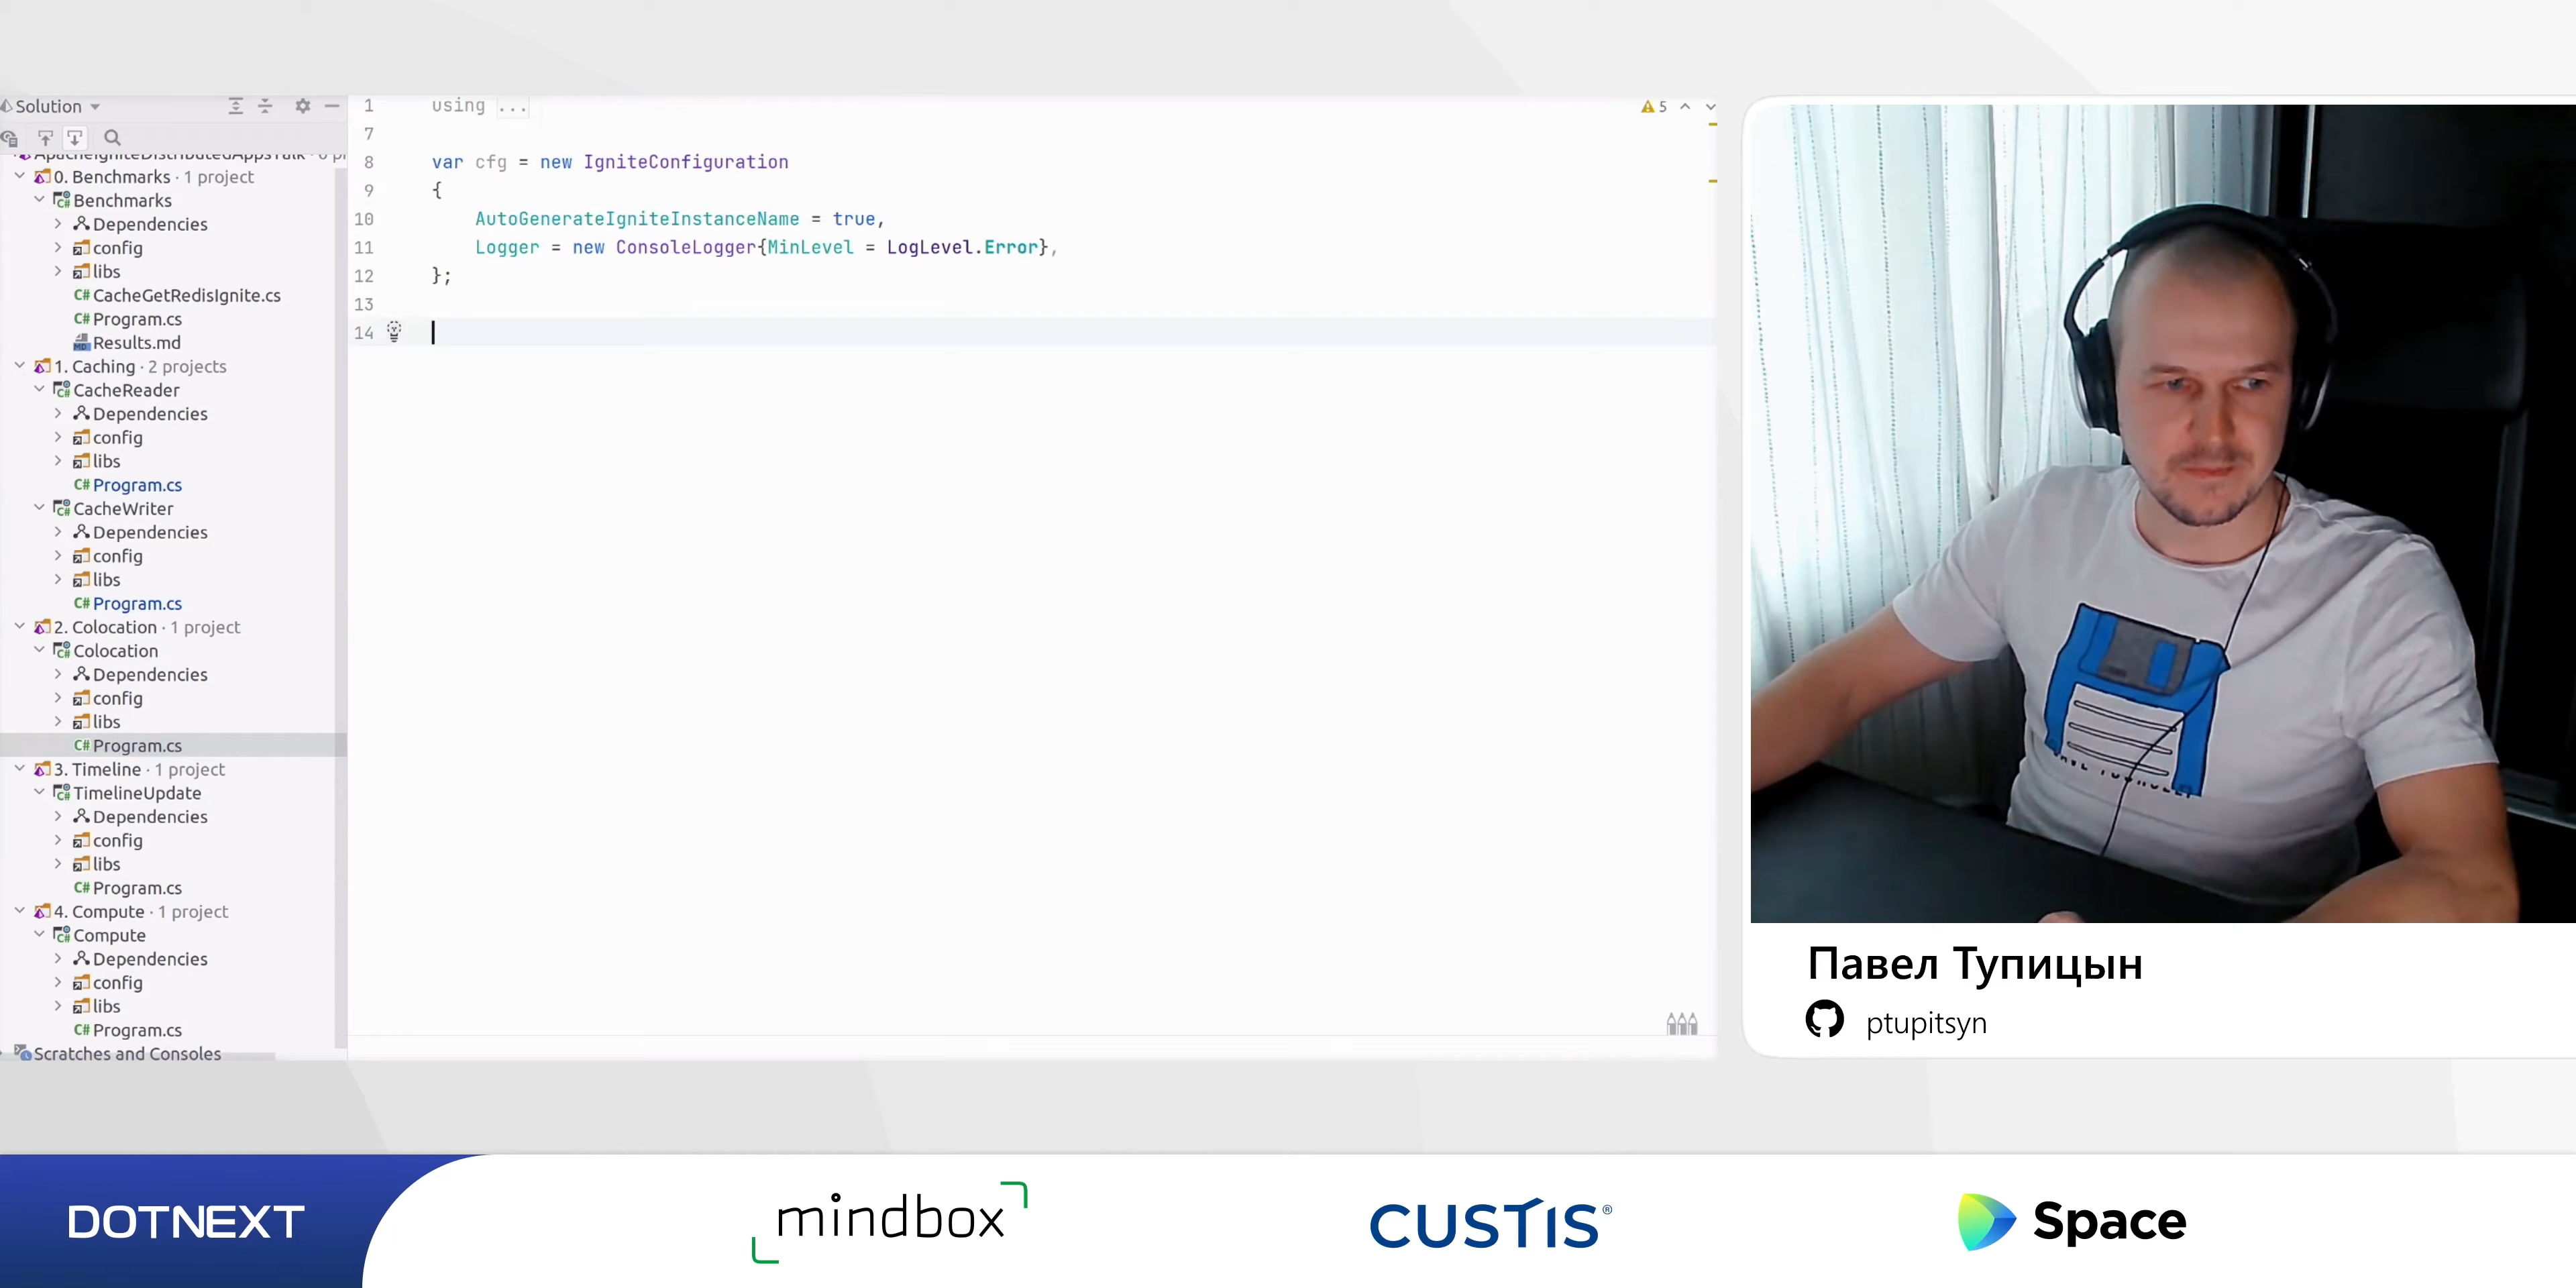 Solution
ApacheIgniteDistributedAppsTalk
0. Benchmarks · 1 project
Benchmarks
Dependencies
config
libs
C# CacheGetRedisIgnite.cs
C# Program.cs
MD Results.md
1. Caching · 2 projects
CacheReader
Dependencies
config
libs
C# Program.cs
CacheWriter
Dependencies
config
libs
C# Program.cs
2. Colocation · 1 project
Colocation
Dependencies
config
libs
C# Program.cs
3. Timeline · 1 project
TimelineUpdate
Dependencies
config
libs
C# Program.cs
4. Compute · 1 project
Compute
Dependencies
config
libs
C# Program.cs
Scratches and Consoles
1 using ...
7
8 var cfg = new IgniteConfiguration
9 {
10 AutoGenerateIgniteInstanceName = true,
11 Logger = new ConsoleLogger{MinLevel = LogLevel.Error},
12 };
13
14
5
Павел Тупицын
ptupitsyn
DOTNEXT
mindbox
CUSTIS®
Space